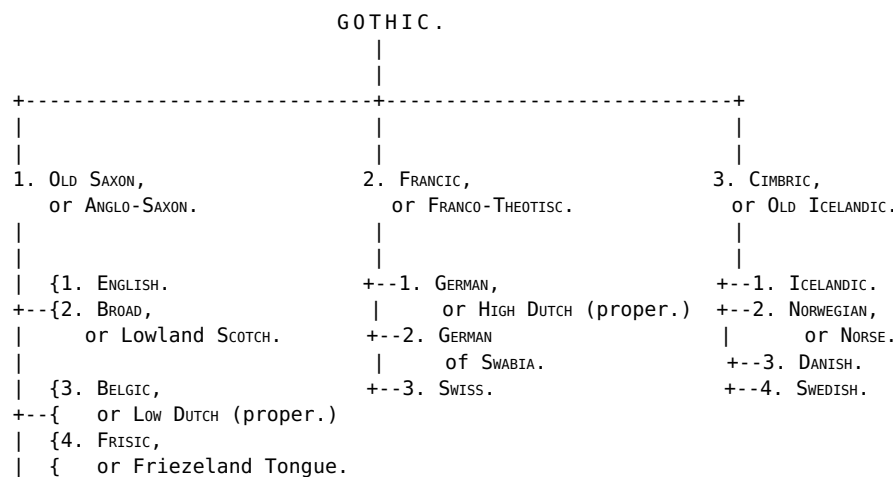 GOTHIC.
1. OLD SAXON, 2. FRANCIC, 3. CIMBRIC,
or ANGLO-SAXON. or FRANCO-THEOTISC. or OLD ICELANDIC.
{1. ENGLISH. 1. GERMAN, 1. ICELANDIC.
{2. BROAD, or HIGH DUTCH (proper.) 2. NORWEGIAN,
or Lowland SCOTCH. 2. GERMAN or NORSE.
of SWABIA. 3. DANISH.
{3. BELGIC, 3. SWISS. 4. SWEDISH.
{ or LOW DUTCH (proper.)
{4. FRISIC,
{ or Friezeland Tongue.